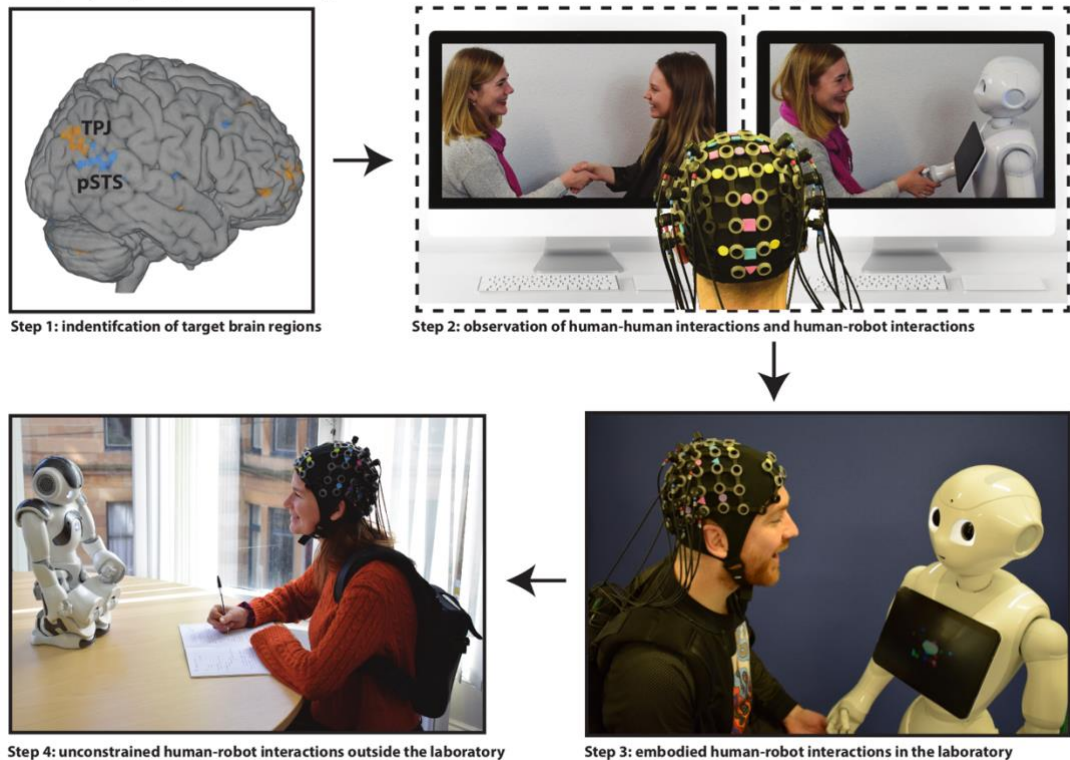 TPJ
pSTS
Step 1: indentifcation of target brain regions
Step 2: observation of human-human interactions and human-robot interactions
Step 4: unconstrained human-robot interactions outside the laboratory
Step 3: embodied human-robot interactions in the laboratory